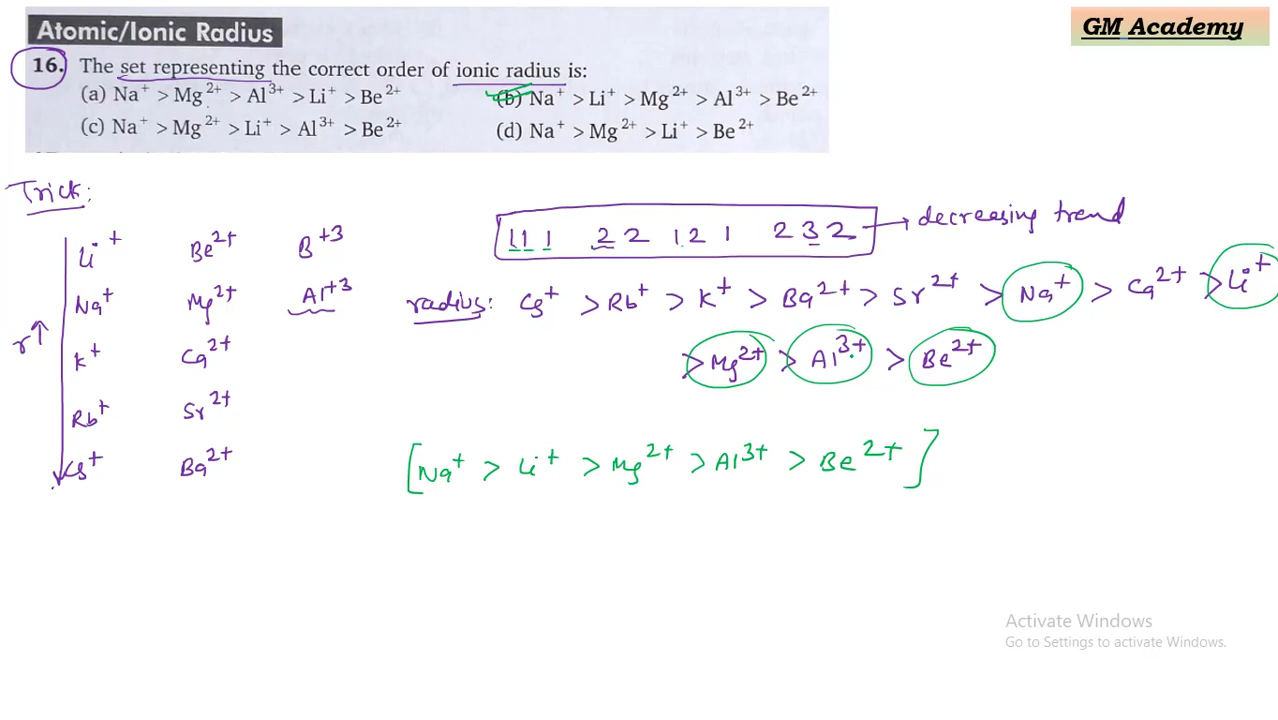 Atomic/Ionic Radius
GM Academy
16. The set representing the correct order of ionic radius is:
(a) Na⁺ > Mg²⁺ > Al³⁺ > Li⁺ > Be²⁺
(b) Na⁺ > Li⁺ > Mg²⁺ > Al³⁺ > Be²⁺
(c) Na⁺ > Mg²⁺ > Li⁺ > Al³⁺ > Be²⁺
(d) Na⁺ > Mg²⁺ > Li⁺ > Be²⁺
Trick:
Li⁺ Be²⁺ B⁺³
Na⁺ Mg²⁺ Al⁺³
r↑ K⁺ Ca²⁺
Rb⁺ Sr²⁺
Cs⁺ Ba²⁺
111 22 121 232 → decreasing trend
radius: Cs⁺ > Rb⁺ > K⁺ > Ba²⁺ > Sr²⁺ > Na⁺ > Ca²⁺ > Li⁺
> Mg²⁺ > Al³⁺ > Be²⁺
[Na⁺ > Li⁺ > Mg²⁺ > Al³⁺ > Be²⁺]
Activate Windows
Go to Settings to activate Windows.